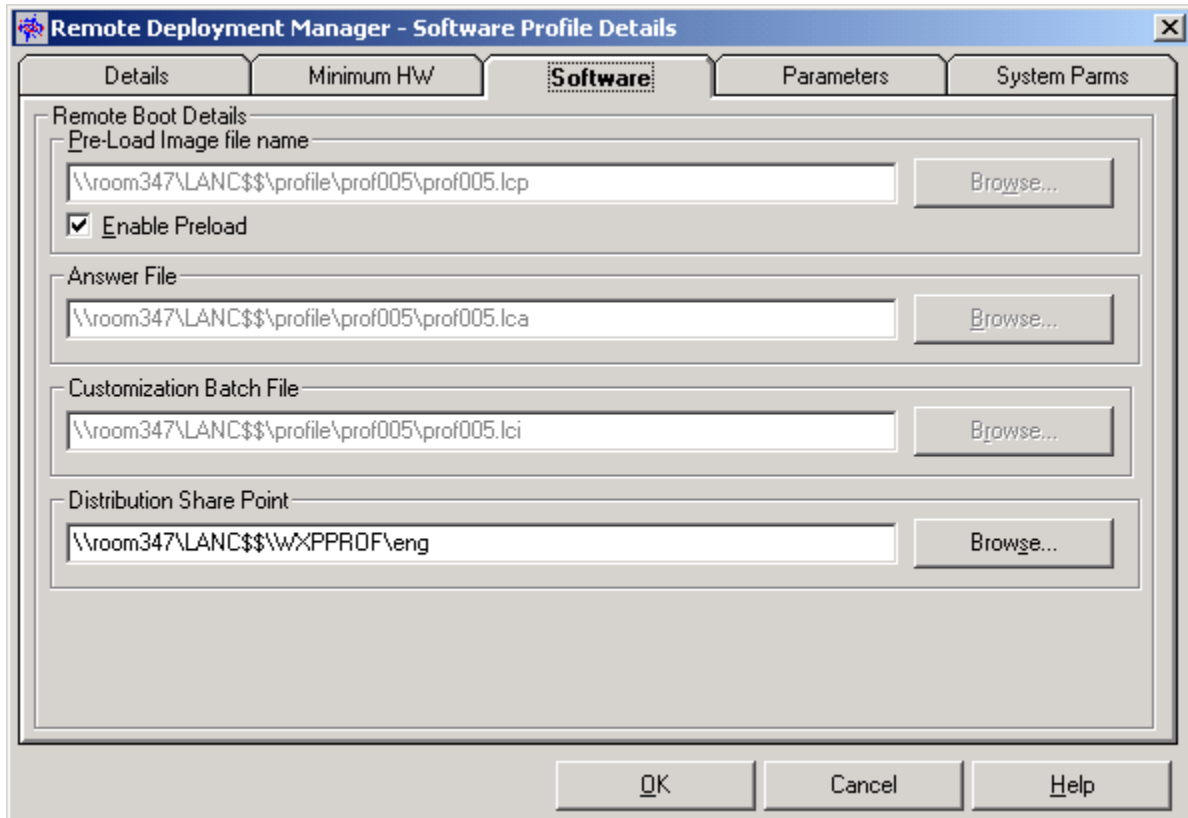 Remote Deployment Manager - Software Profile Details
Details Minimum HW Software Parameters System Parms
Remote Boot Details
Pre-Load Image file name
\\room347\LANC$$\profile\prof005\prof005.lcp Browse...
Enable Preload
Answer File
\\room347\LANC$$\profile\prof005\prof005.lca Browse...
Customization Batch File
\\room347\LANC$$\profile\prof005\prof005.lci Browse...
Distribution Share Point
\\room347\LANC$$\WXPPROF\eng Browse...
OK Cancel Help